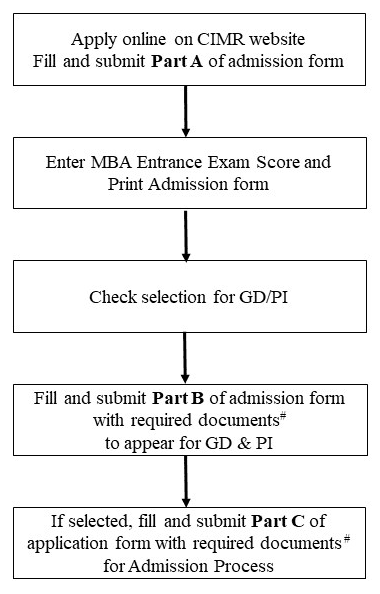 Apply online on CIMR website
Fill and submit Part A of admission form
Enter MBA Entrance Exam Score and
Print Admission form
Check selection for GD/PI
Fill and submit Part B of admission form
with required documents#
to appear for GD & PI
If selected, fill and submit Part C of
application form with required documents#
for Admission Process